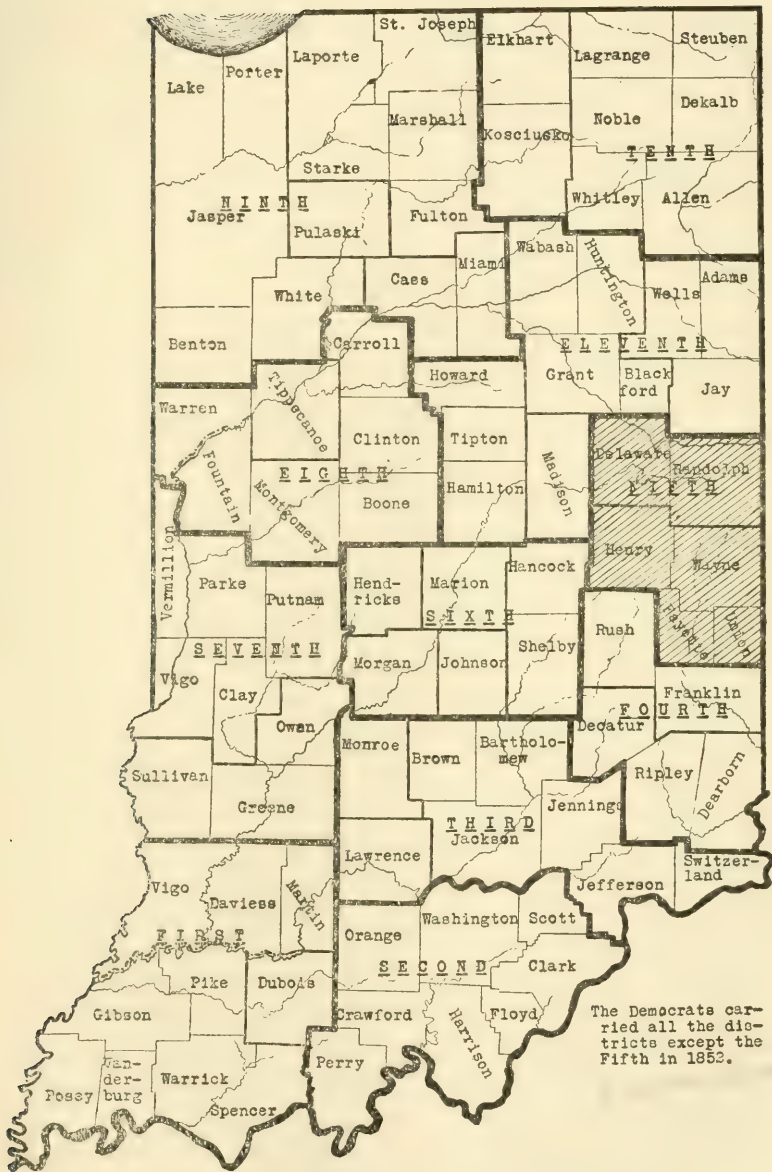 St. Joseph
Elkhart
Steuben
Laporte
Lagrange
Porter
Lake
Dekalb
Noble
Marshall
Kosciusko
TENTH
Starke
Whitley
Allen
NINTH
Jasper
Fulton
Pulaski
Wabash
Miami
Huntington
Cass
Adams
White
Wells
Benton
Carroll
ELEVENTH
Howard
Grant
Black
ford
Jay
Warren
Tippecanoe
Clinton
Tipton
Delaware
Randolph
EIGHTH
FIFTH
Fountain
Montgomery
Boone
Hamilton
Madison
Henry
Wayne
Vermillion
Hancock
Parke
Hend-
ricks
Marion
Putnam
SIXTH
Rush
Fayette
Union
SEVENTH
Shelby
Morgan
Johnson
Vigo
Clay
Franklin
FOURTH
Owen
Decatur
Monroe
Brown
Bartholo-
mew
Ripley
Dearborn
Sullivan
Greene
Jennings
THIRD
Jackson
Lawrence
Switzer-
land
Jefferson
Vigo
Daviess
Martin
Washington
Scott
FIRST
Orange
SECOND
Clark
Pike
Dubois
Gibson
Crawford
Harrison
Floyd
The Democrats car-
ried all the dis-
tricts except the
Fifth in 1852.
Perry
Van-
der-
burg
Warrick
Posey
Spencer